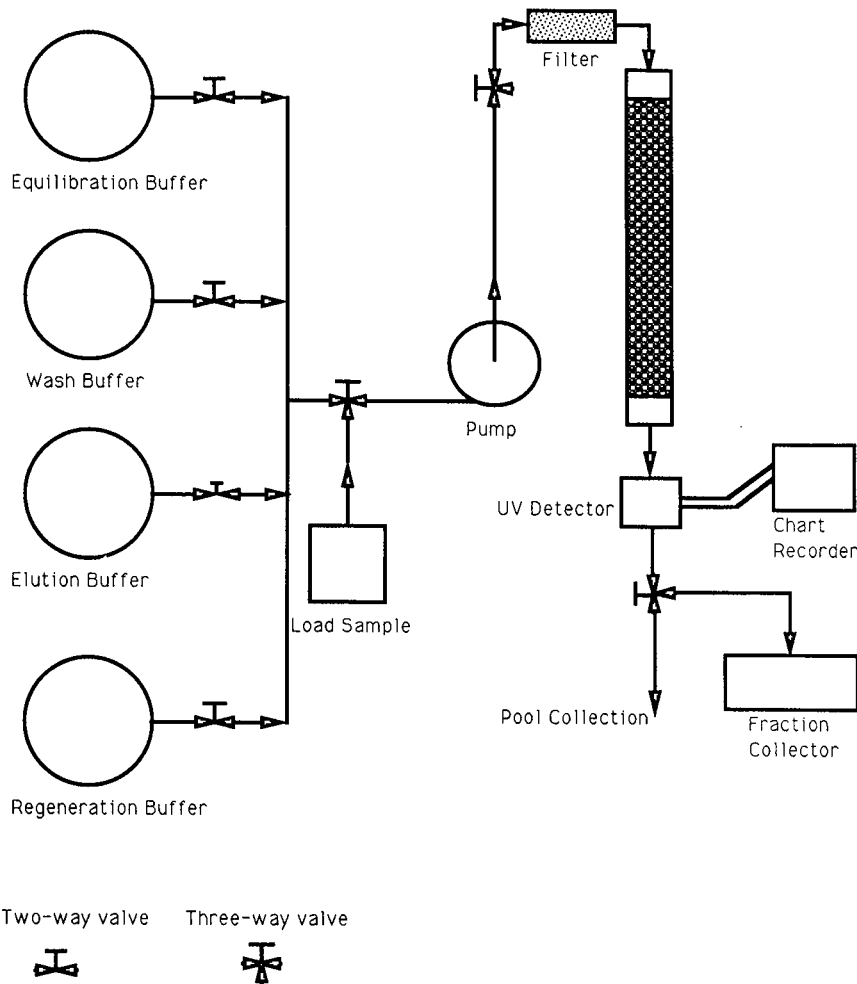 Filter
Equilibration Buffer
Wash Buffer
Pump
UV Detector
Chart
Recorder
Elution Buffer
Load Sample
Pool Collection
Fraction
Collector
Regeneration Buffer
Two-way valve
Three-way valve